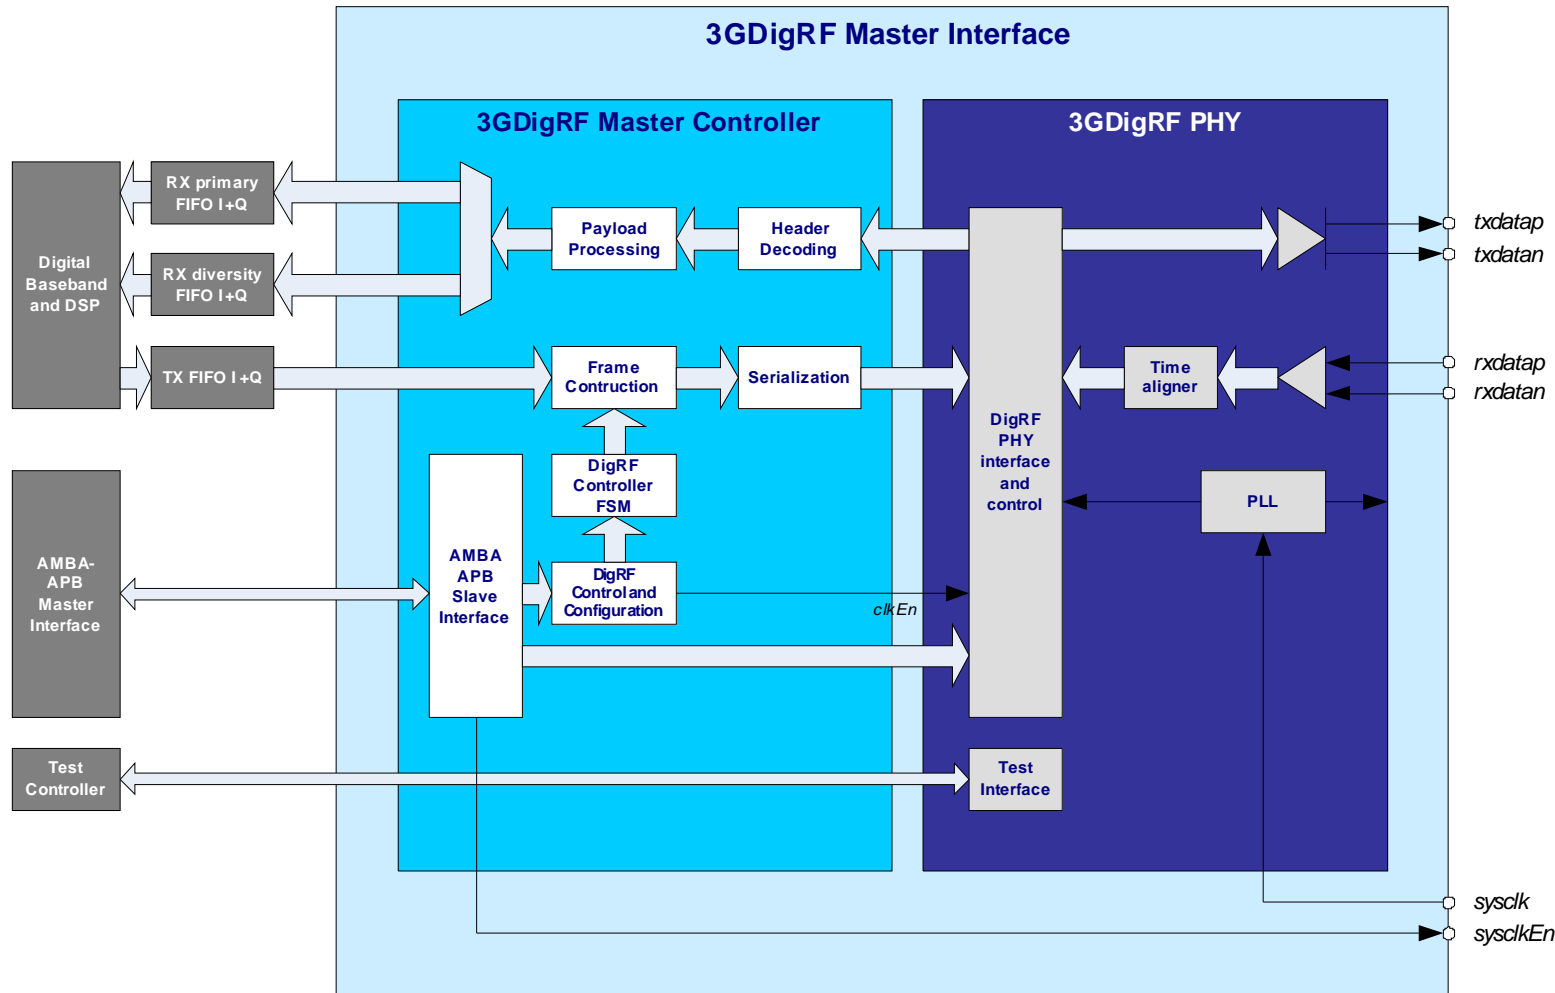 3GDigRF Master Interface
3GDigRF Master Controller
3GDigRF PHY
Digital
Baseband
and DSP
RX primary
FIFO I+Q
RX diversity
FIFO I+Q
TX FIFO I+Q
Payload
Processing
Header
Decoding
Frame
Contruction
Serialization
DigRF
Controller
FSM
DigRF
Control and
Configuration
AMBA
APB
Slave
Interface
AMBA-
APB
Master
Interface
Test
Controller
clkEn
DigRF
PHY
interface
and
control
Time
aligner
PLL
Test
Interface
txdatap
txdatan
rxdatap
rxdatan
sysclk
sysclkEn